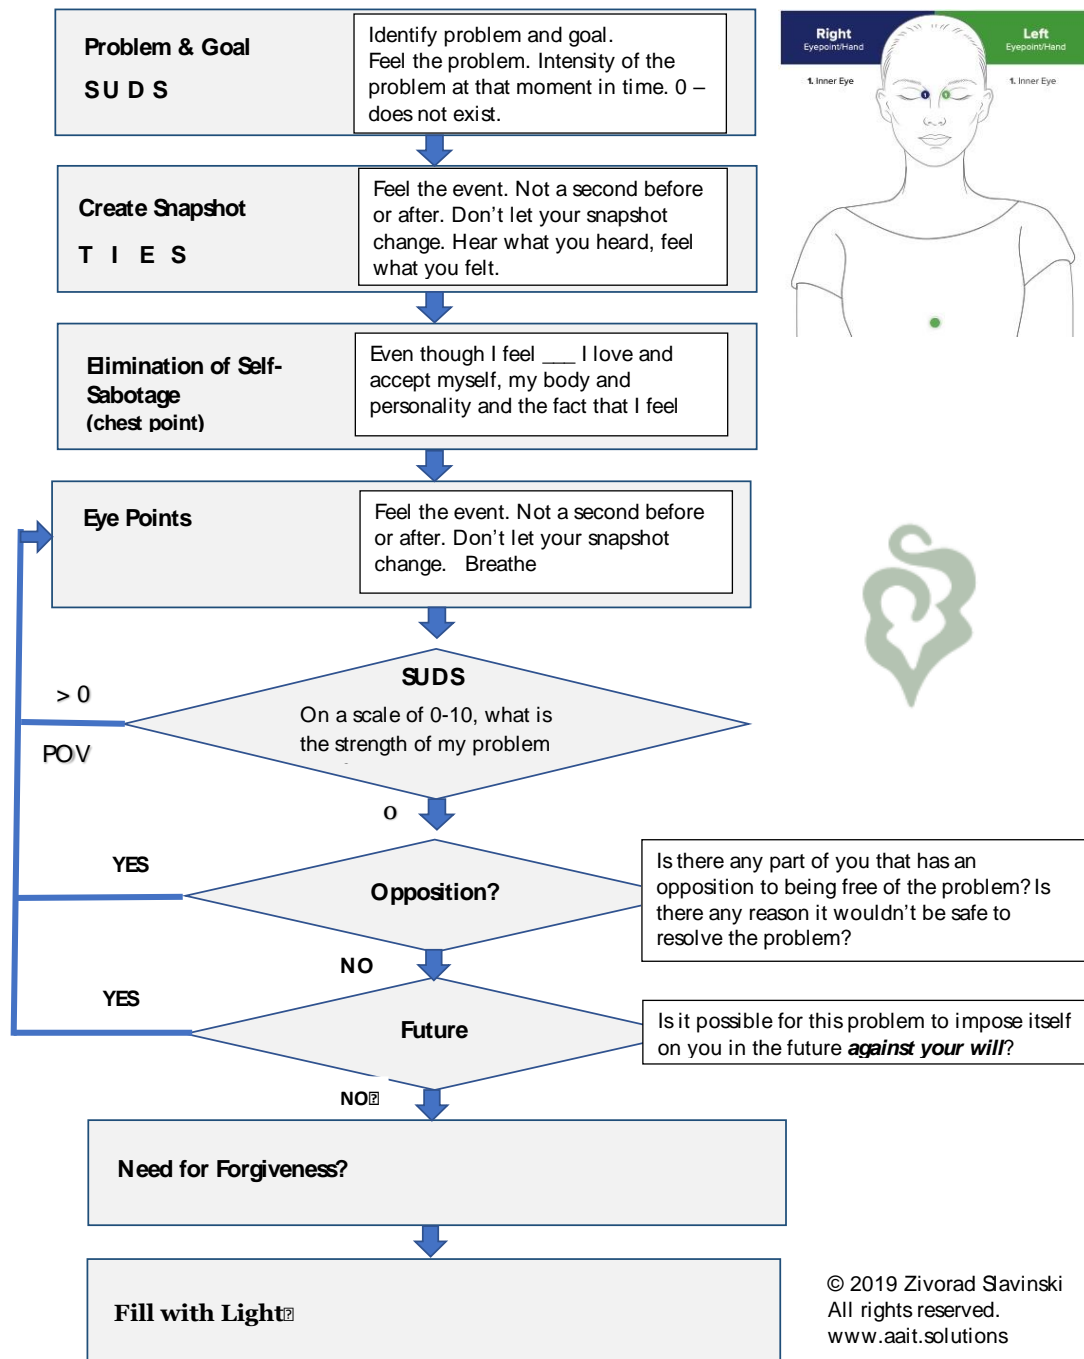 Problem & Goal
S U D S
Identify problem and goal.
Feel the problem. Intensity of the
problem at that moment in time. 0 –
does not exist.
Right
Eyepoint/Hand
Left
Eyepoint/Hand
1. Inner Eye
1. Inner Eye
1
1
Create Snapshot
T I E S
Feel the event. Not a second before
or after. Don't let your snapshot
change. Hear what you heard, feel
what you felt.
Elimination of Self-
Sabotage
(chest point)
Even though I feel ___ I love and
accept myself, my body and
personality and the fact that I feel
Eye Points
Feel the event. Not a second before
or after. Don't let your snapshot
change. Breathe
SUDS
On a scale of 0-10, what is
the strength of my problem
> 0
POV
0
YES
Opposition?
Is there any part of you that has an
opposition to being free of the problem? Is
there any reason it wouldn't be safe to
resolve the problem?
NO
YES
Future
Is it possible for this problem to impose itself
on you in the future against your will?
NO
Need for Forgiveness?
Fill with Light
© 2019 Zivorad Slavinski
All rights reserved.
www.aait.solutions